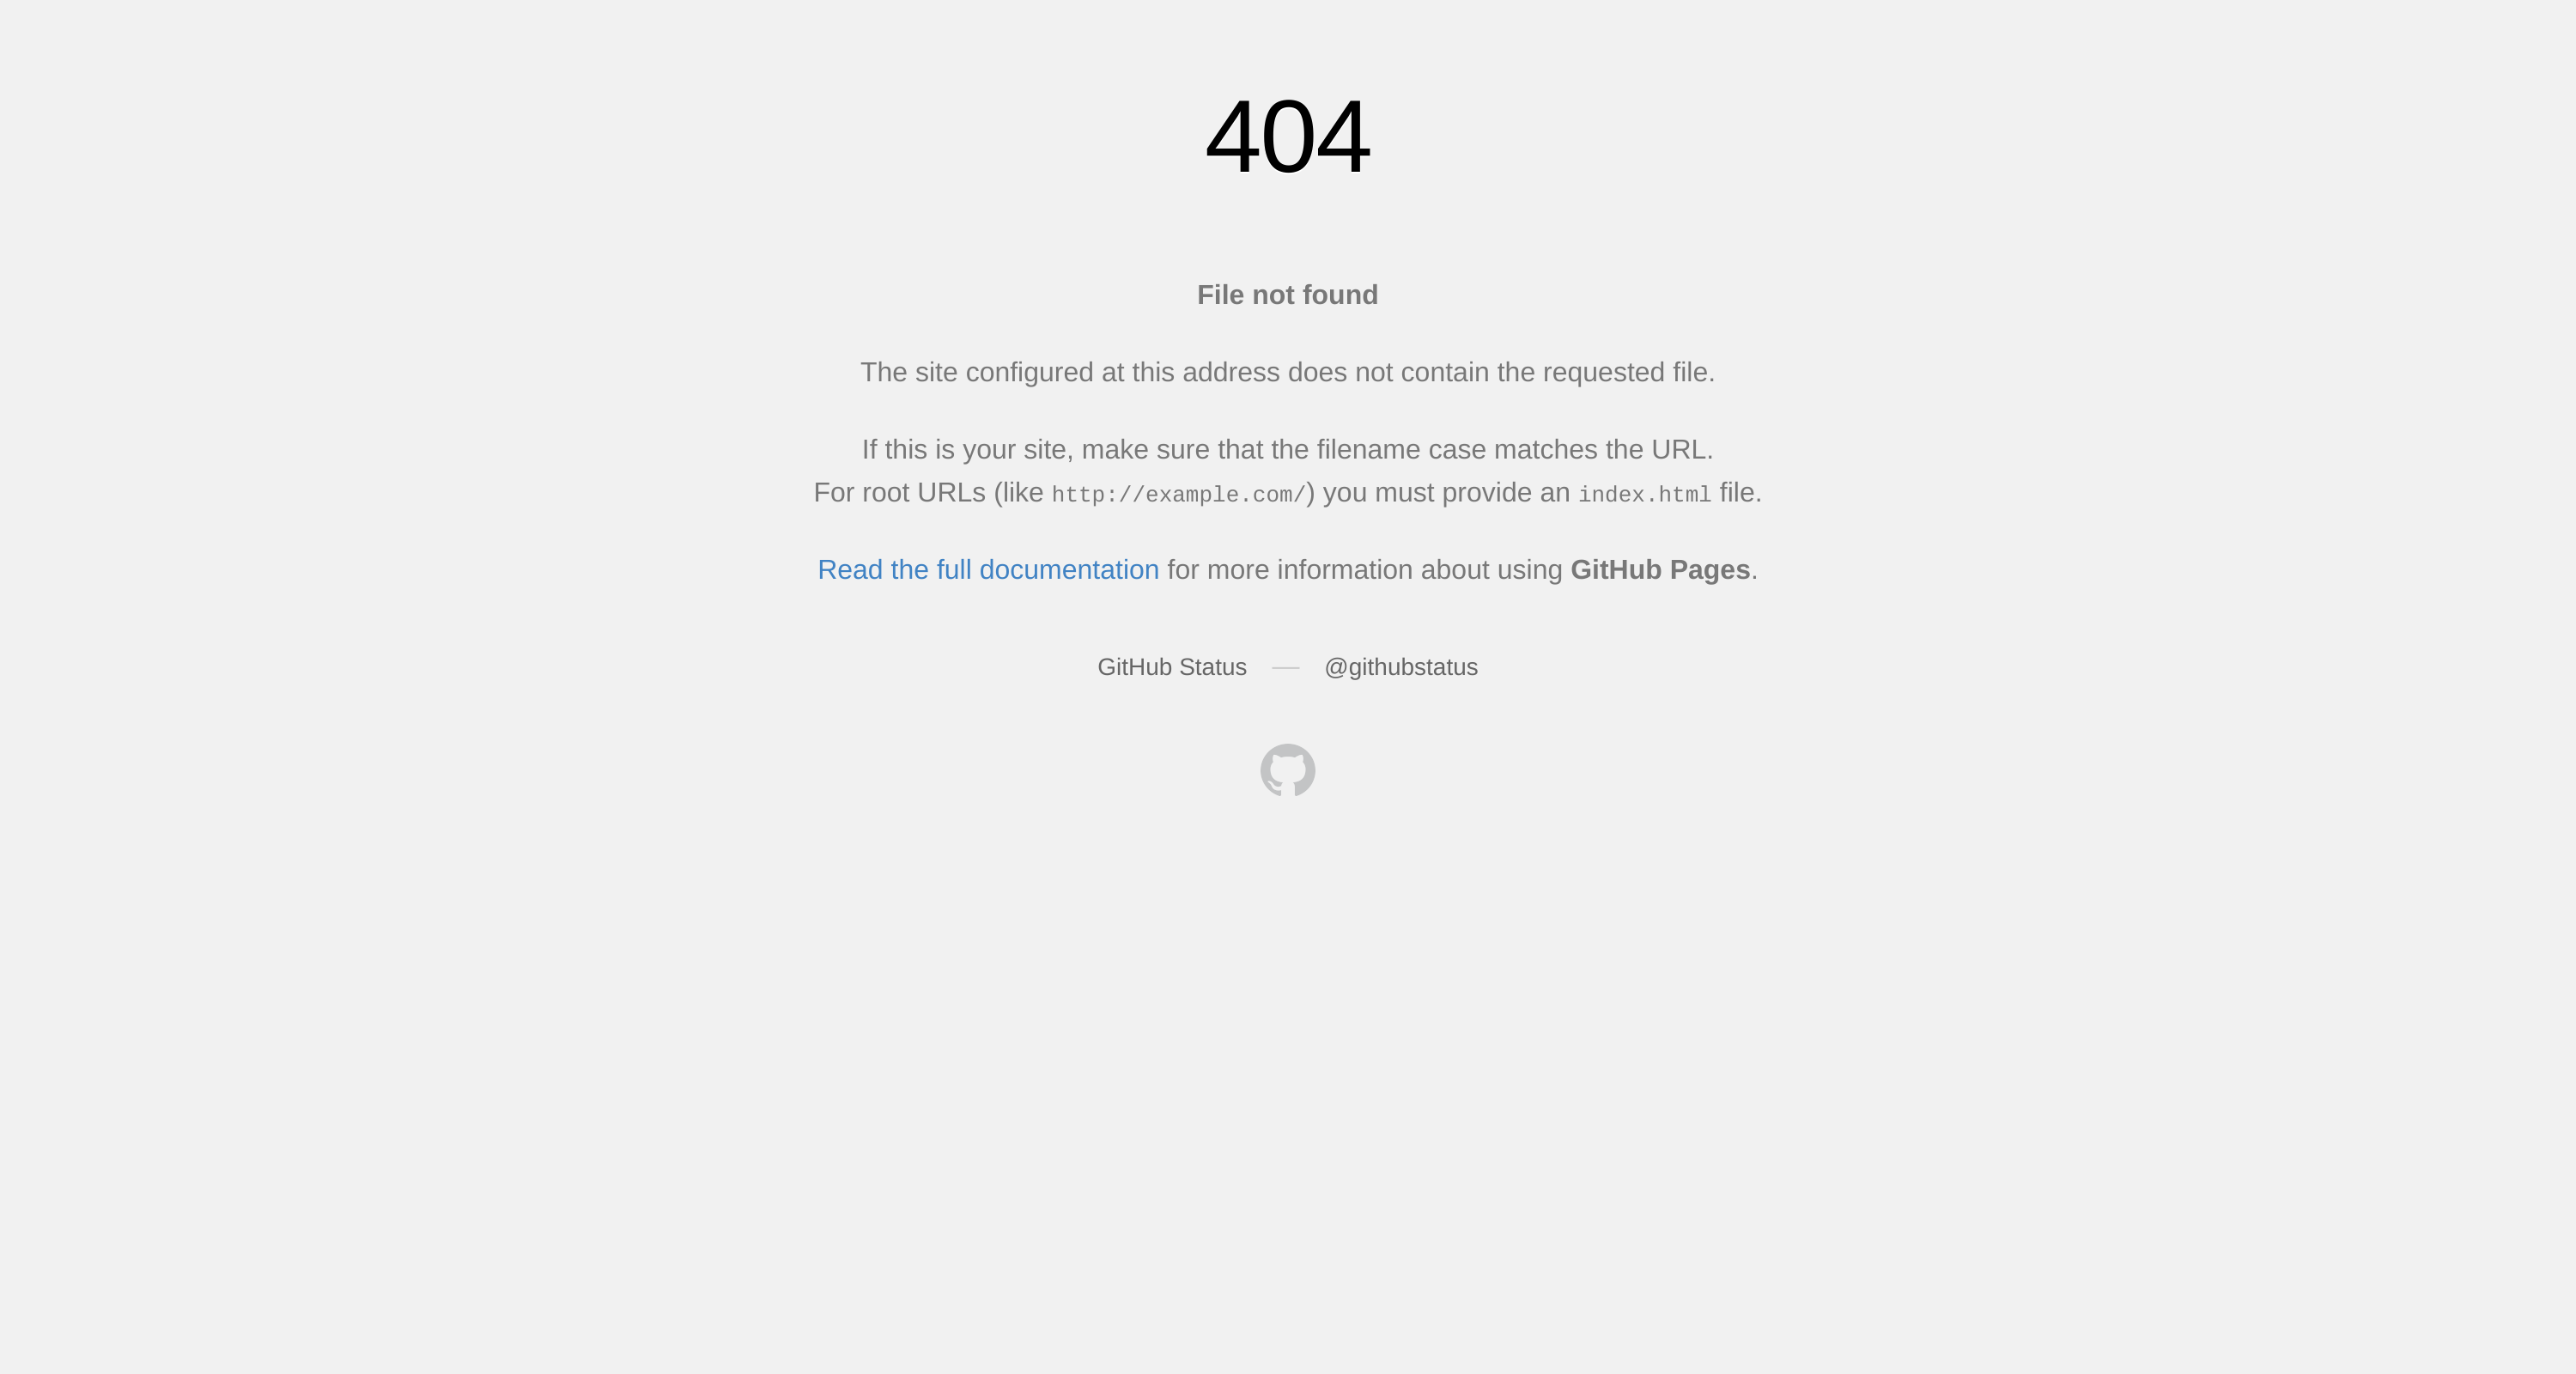 404
File not found
The site configured at this address does not contain the requested file.
If this is your site, make sure that the filename case matches the URL.
For root URLs (like http://example.com/) you must provide an index.html file.
Read the full documentation for more information about using GitHub Pages.
GitHub Status — @githubstatus